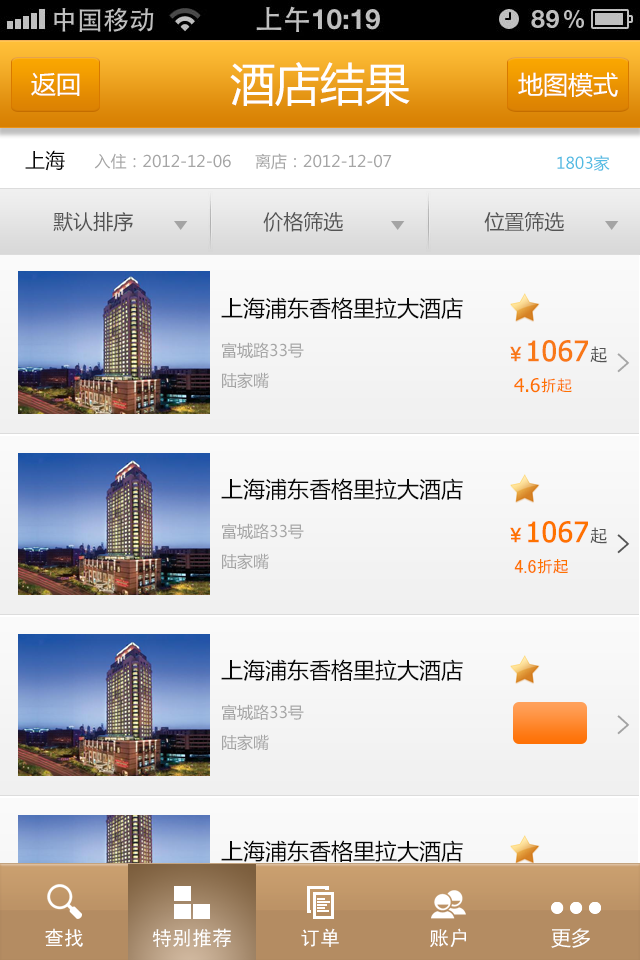 中国移动 上午10:19 89%
返回 酒店结果 地图模式
上海 入住：2012-12-06 离店：2012-12-07 1803家
默认排序 价格筛选 位置筛选
上海浦东香格里拉大酒店
富城路33号
¥1067起
陆家嘴
4.6折起
上海浦东香格里拉大酒店
富城路33号
¥1067起
陆家嘴
4.6折起
上海浦东香格里拉大酒店
富城路33号
陆家嘴
上海浦东香格里拉大酒店
查找 特别推荐 订单 账户 更多